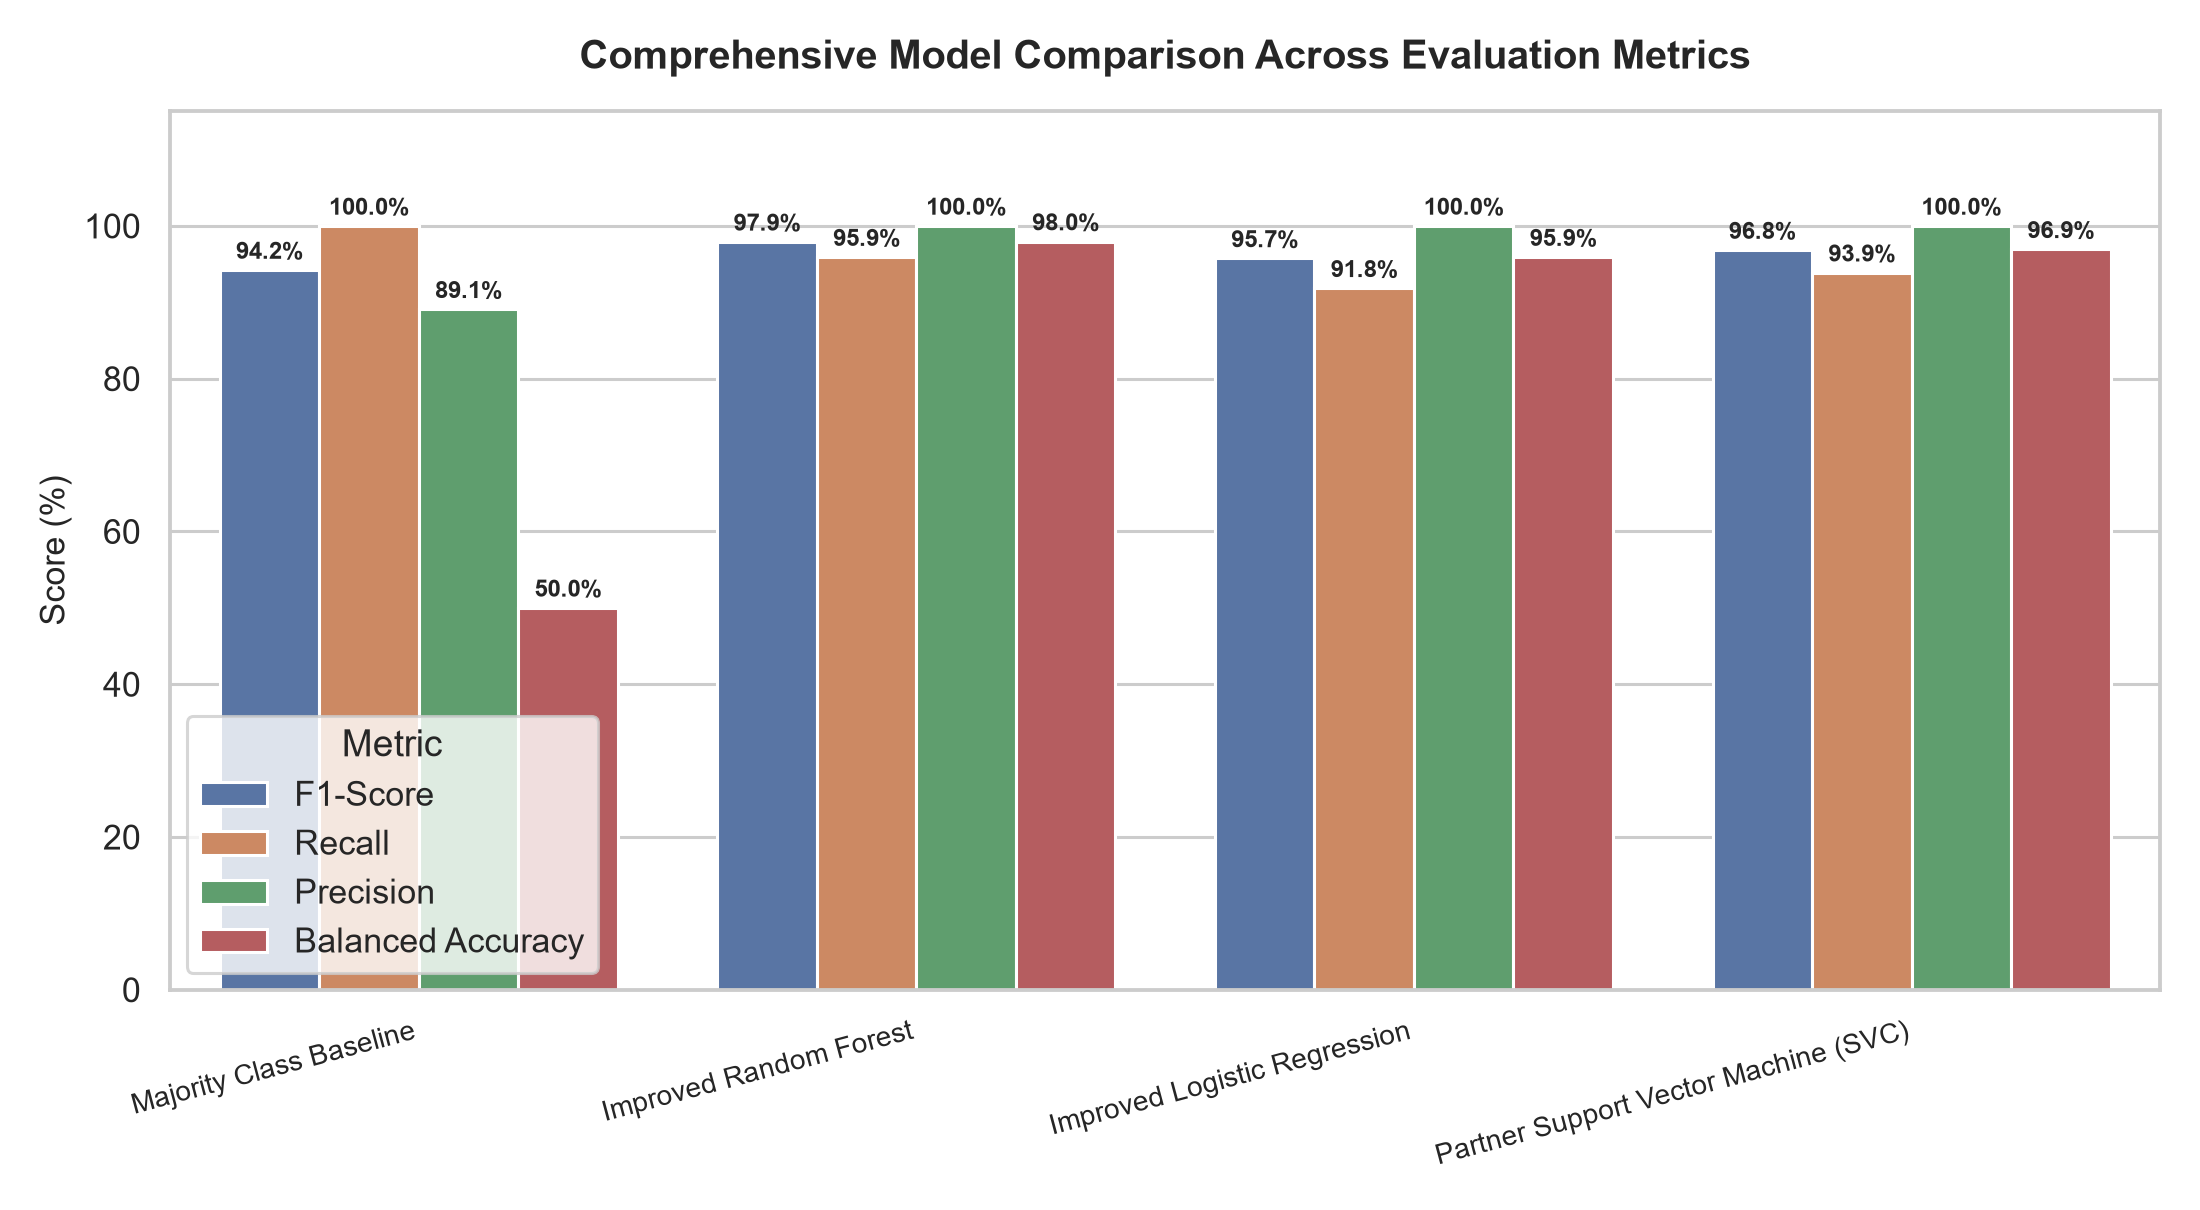 Comprehensive Model Comparison Across Evaluation Metrics
Score (%)
100
80
60
40
20
0
94.2%
100.0%
89.1%
50.0%
97.9%
95.9%
100.0%
98.0%
95.7%
91.8%
100.0%
95.9%
96.8%
93.9%
100.0%
96.9%
Metric
F1-Score
Recall
Precision
Balanced Accuracy
Majority Class Baseline
Improved Random Forest
Improved Logistic Regression
Partner Support Vector Machine (SVC)